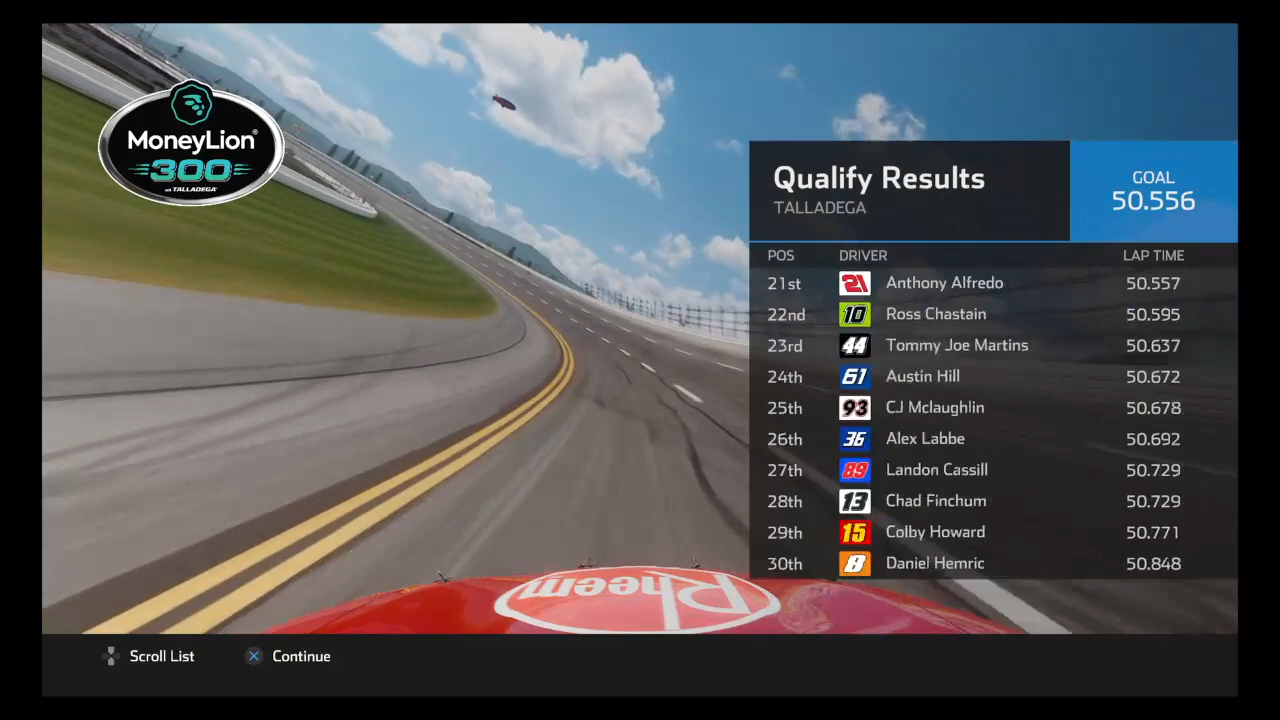 MoneyLion®
300
at TALLADEGA®
Qualify Results
TALLADEGA
GOAL
50.556
POS DRIVER LAP TIME
21st 21 Anthony Alfredo 50.557
22nd 10 Ross Chastain 50.595
23rd 44 Tommy Joe Martins 50.637
24th 61 Austin Hill 50.672
25th 93 CJ Mclaughlin 50.678
26th 36 Alex Labbe 50.692
27th 89 Landon Cassill 50.729
28th 13 Chad Finchum 50.729
29th 15 Colby Howard 50.771
30th 8 Daniel Hemric 50.848
Rheem
Scroll List Continue